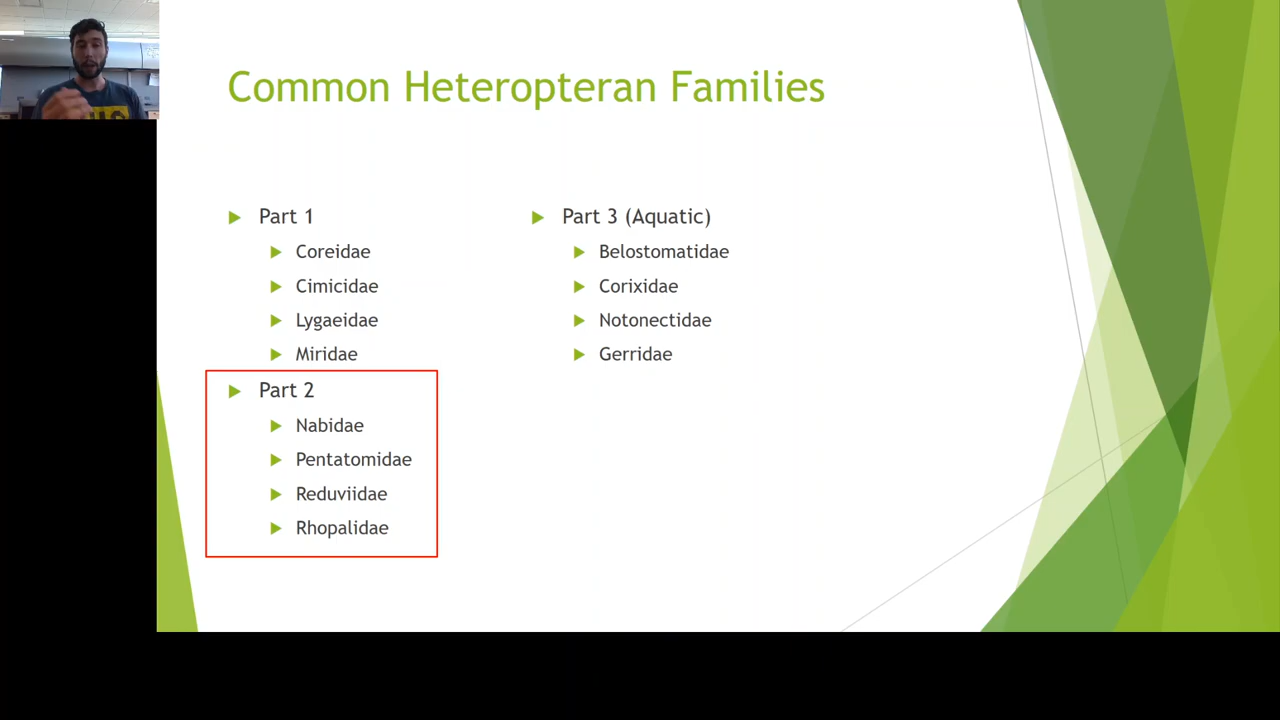 Common Heteropteran Families
Part 1
Coreidae
Cimicidae
Lygaeidae
Miridae
Part 2
Nabidae
Pentatomidae
Reduviidae
Rhopalidae
Part 3 (Aquatic)
Belostomatidae
Corixidae
Notonectidae
Gerridae